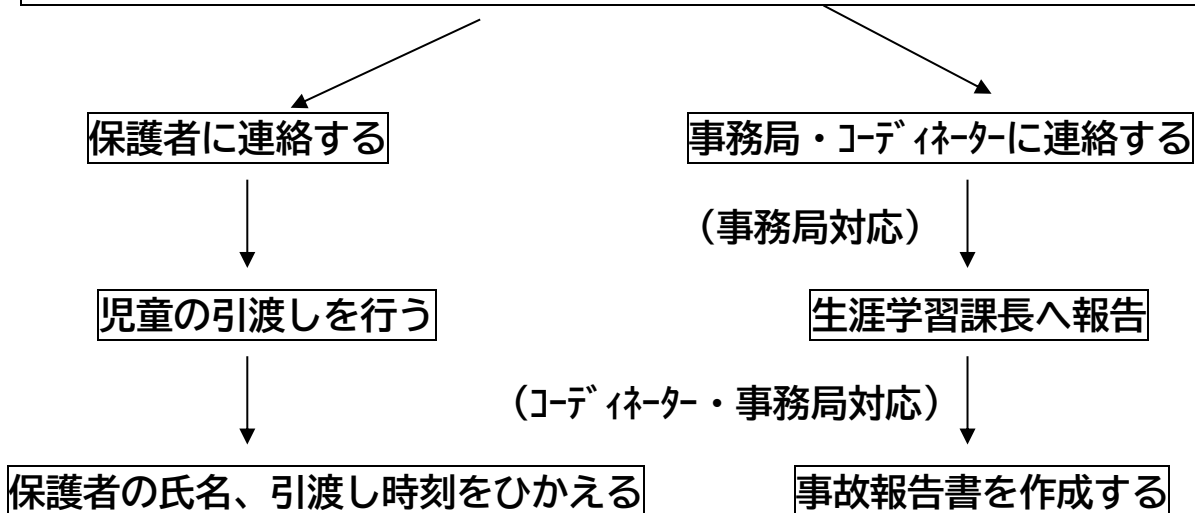 保護者に連絡する
事務局・ｺｰﾃﾞｨﾈｰﾀｰに連絡する
（事務局対応）
児童の引渡しを行う
生涯学習課長へ報告
（ｺｰﾃﾞｨﾈｰﾀｰ・事務局対応）
保護者の氏名、引渡し時刻をひかえる
事故報告書を作成する